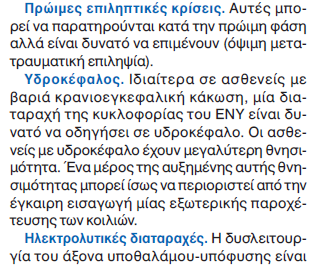 Πρώιμες επιληπτικές κρίσεις. Αυτές μπο-
ρεί να παρατηρούνται κατά την πρώιμη φάση
αλλά είναι δυνατό να επιμένουν (όψιμη μετα-
τραυματική επιληψία).
Υδροκέφαλος. Ιδιαίτερα σε ασθενείς με
βαριά κρανιοεγκεφαλική κάκωση, μία δια-
ταραχή της κυκλοφορίας του ΕΝΥ είναι δυ-
νατό να οδηγήσει σε υδροκέφαλο. Οι ασθε-
νείς με υδροκέφαλο έχουν μεγαλύτερη θνησι-
μότητα. Ένα μέρος της αυξημένης αυτής θνη-
σιμότητας μπορεί ίσως να περιοριστεί από την
έγκαιρη εισαγωγή μίας εξωτερικής παροχέ-
τευσης των κοιλιών.
Ηλεκτρολυτικές διαταραχές. Η δυσλειτουρ-
γία του άξονα υποθαλάμου-υπόφυσης είναι